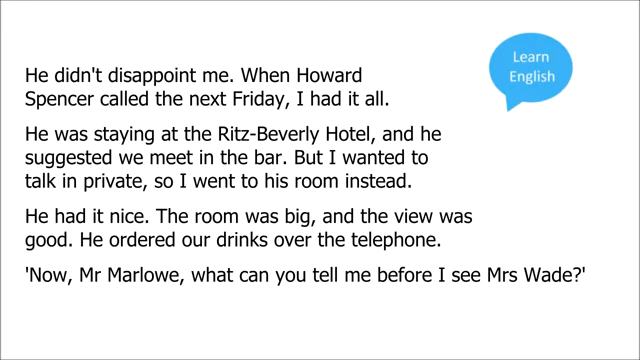 Learn
English
He didn't disappoint me. When Howard
Spencer called the next Friday, I had it all.
He was staying at the Ritz-Beverly Hotel, and he
suggested we meet in the bar. But I wanted to
talk in private, so I went to his room instead.
He had it nice. The room was big, and the view was
good. He ordered our drinks over the telephone.
'Now, Mr Marlowe, what can you tell me before I see Mrs Wade?'